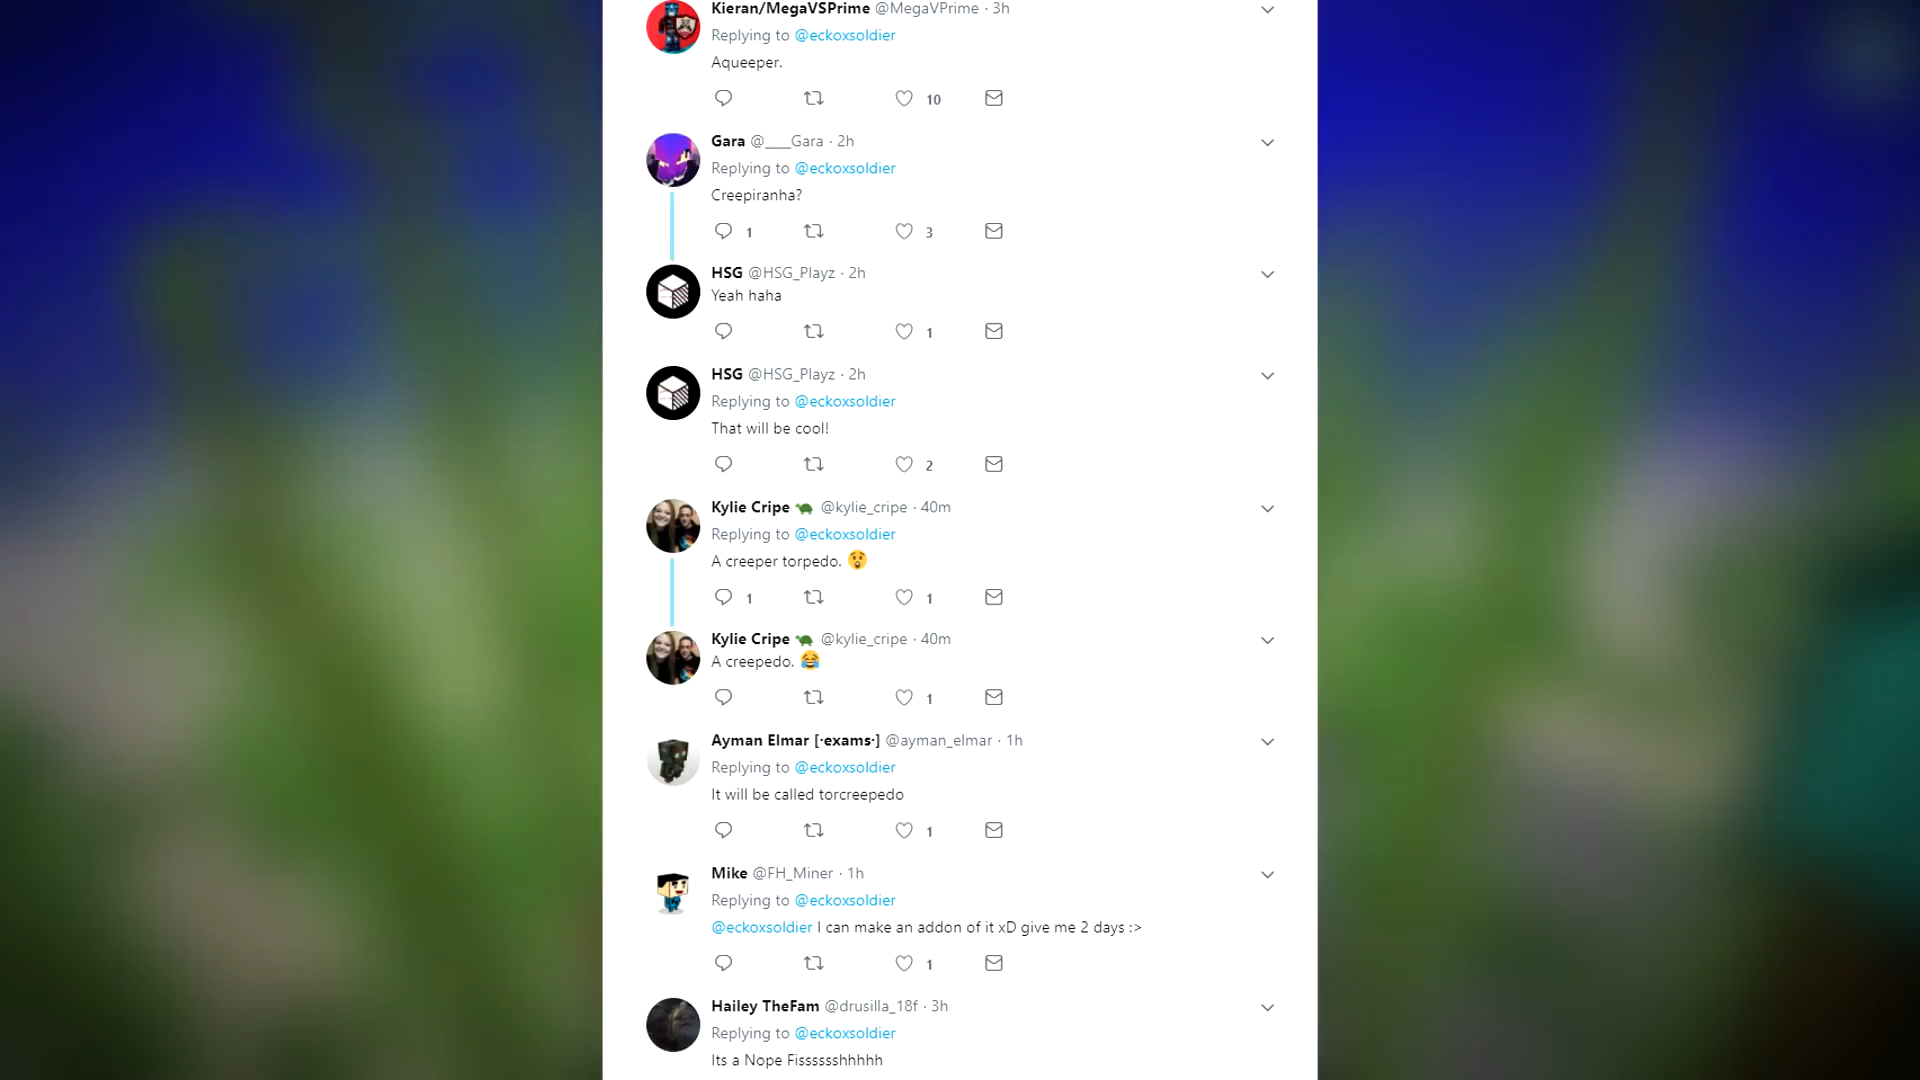 Kieran/MegaVSPrime @MegaVPrime · 3h
Replying to @eckoxsoldier
Aqueeper.
10
Gara @____Gara · 2h
Replying to @eckoxsoldier
Creepiranha?
1 3
HSG @HSG_Playz · 2h
Yeah haha
1
HSG @HSG_Playz · 2h
Replying to @eckoxsoldier
That will be cool!
2
Kylie Cripe 🐢 @kylie_cripe · 40m
Replying to @eckoxsoldier
A creeper torpedo. 😲
1 1
Kylie Cripe 🐢 @kylie_cripe · 40m
A creepedo. 😂
1
Ayman Elmar [·exams·] @ayman_elmar · 1h
Replying to @eckoxsoldier
It will be called torcreepedo
1
Mike @FH_Miner · 1h
Replying to @eckoxsoldier
@eckoxsoldier I can make an addon of it xD give me 2 days :>
1
Hailey TheFam @drusilla_18f · 3h
Replying to @eckoxsoldier
Its a Nope Fisssssshhhhh